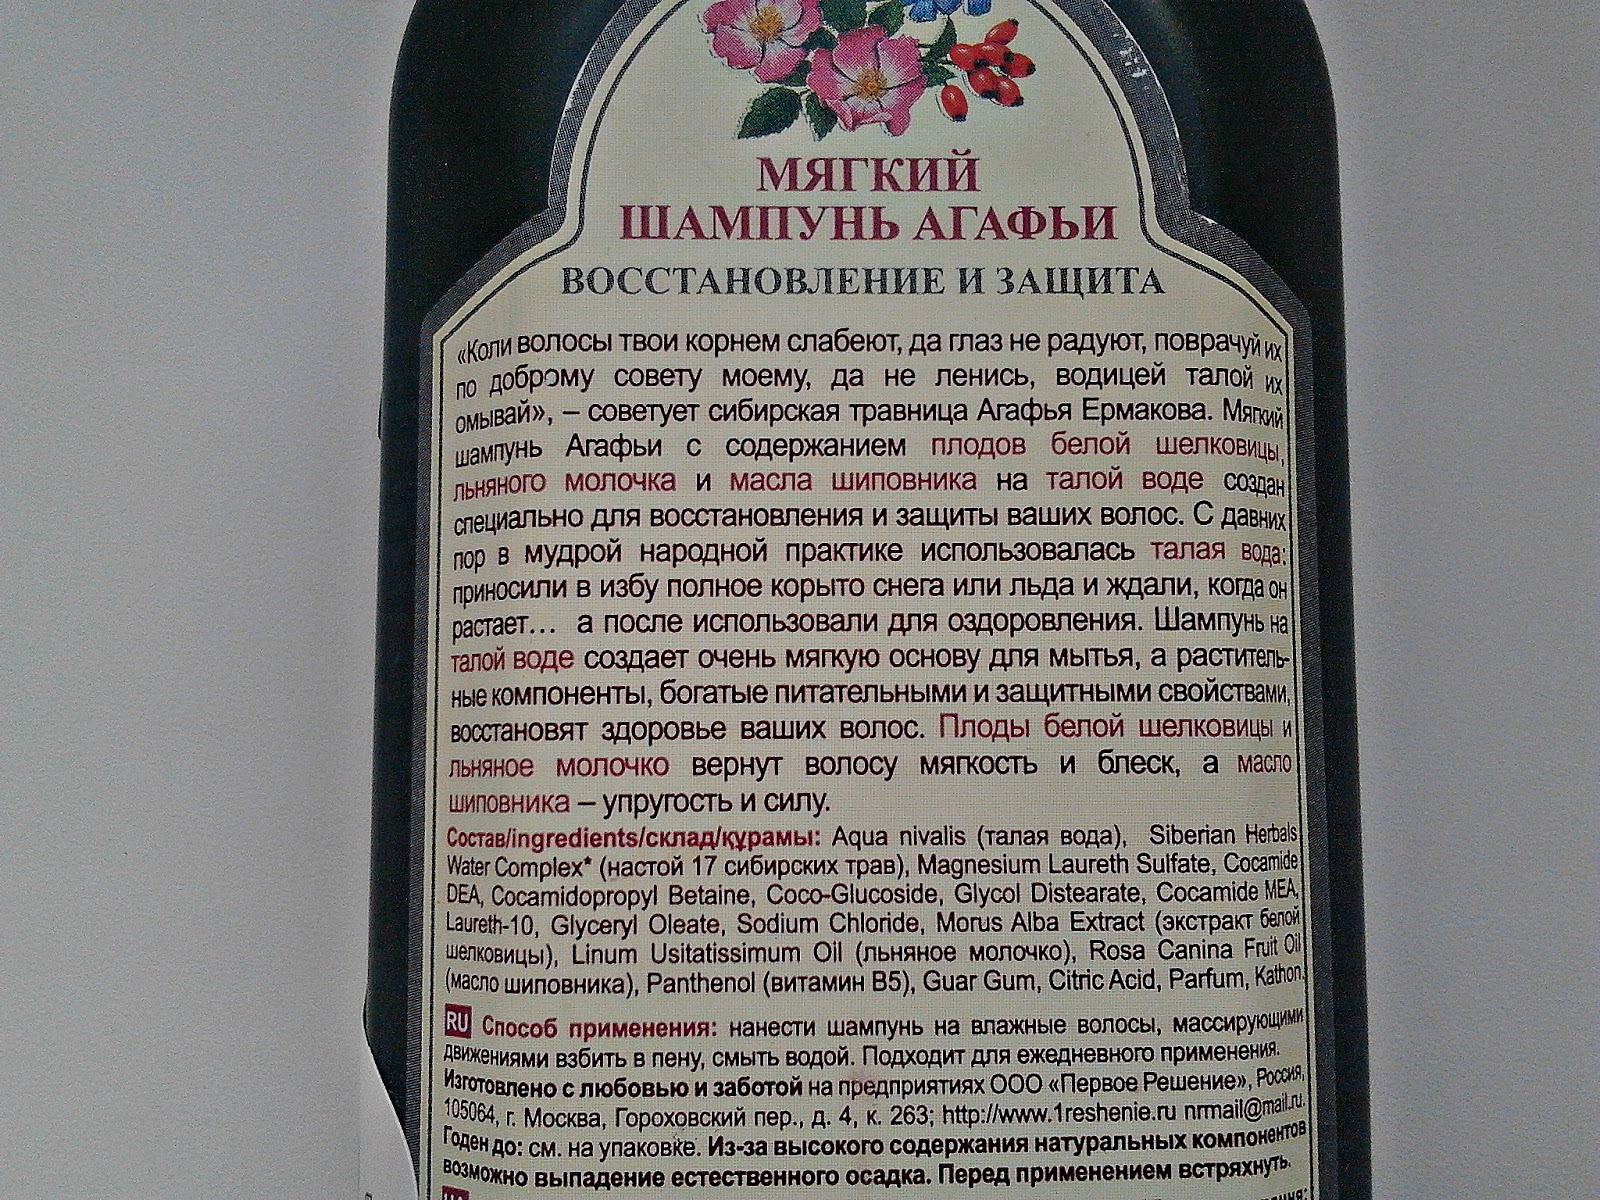 МЯГКИЙ
ШАМПУНЬ АГАФЬИ
ВОССТАНОВЛЕНИЕ И ЗАЩИТА
«Коли волосы твои корнем слабеют, да глаз не радуют, поврачуй их
по доброму совету моему, да не ленись, водицей талой их
омывай», – советует сибирская травница Агафья Ермакова. Мягкий
шампунь Агафьи с содержанием плодов белой шелковицы,
льняного молочка и масла шиповника на талой воде создан
специально для восстановления и защиты ваших волос. С давних
пор в мудрой народной практике использовалась талая вода:
приносили в избу полное корыто снега или льда и ждали, когда он
растает… а после использовали для оздоровления. Шампунь на
талой воде создает очень мягкую основу для мытья, а раститель-
ные компоненты, богатые питательными и защитными свойствами,
восстановят здоровье ваших волос. Плоды белой шелковицы и
льняное молочко вернут волосу мягкость и блеск, а масло
шиповника – упругость и силу.
Состав/ingredients/склад/құрамы: Aqua nivalis (талая вода), Siberian Herbals
Water Complex* (настой 17 сибирских трав), Magnesium Laureth Sulfate, Cocamide
DEA, Cocamidopropyl Betaine, Coco-Glucoside, Glycol Distearate, Cocamide MEA,
Laureth-10, Glyceryl Oleate, Sodium Chloride, Morus Alba Extract (экстракт белой
шелковицы), Linum Usitatissimum Oil (льняное молочко), Rosa Canina Fruit Oil
(масло шиповника), Panthenol (витамин B5), Guar Gum, Citric Acid, Parfum, Kathon.
RU Способ применения: нанести шампунь на влажные волосы, массирующими
движениями взбить в пену, смыть водой. Подходит для ежедневного применения.
Изготовлено с любовью и заботой на предприятиях ООО «Первое Решение», Россия,
105064, г. Москва, Гороховский пер., д. 4, к. 263; http://www.1reshenie.ru nrmail@mail.ru.
Годен до: см. на упаковке. Из-за высокого содержания натуральных компонентов
возможно выпадение естественного осадка. Перед применением встряхнуть.